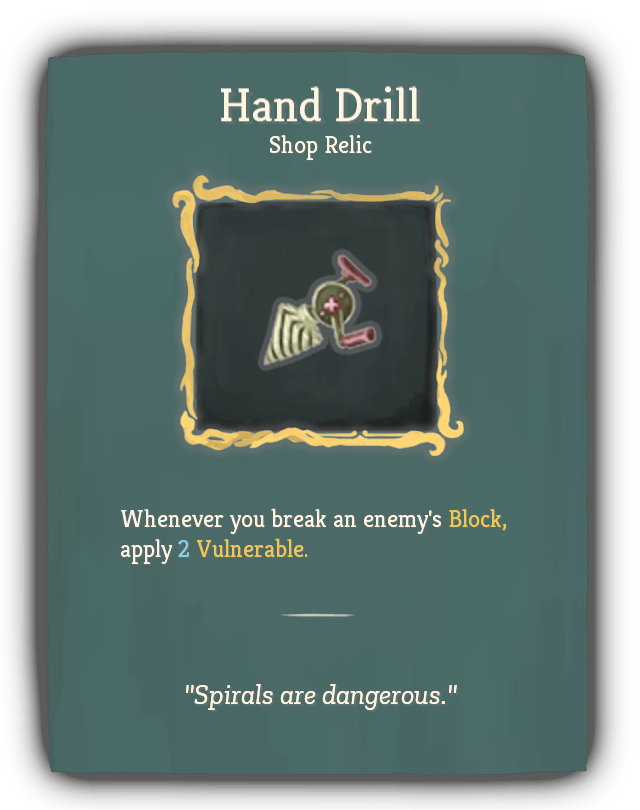 Hand Drill
Shop Relic
Whenever you break an enemy's Block,
apply 2 Vulnerable.
"Spirals are dangerous."